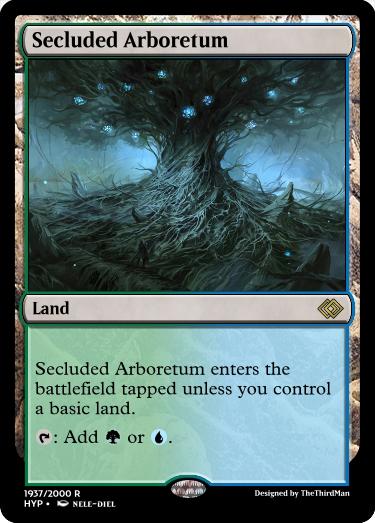 Secluded Arboretum
Land
Secluded Arboretum enters the
battlefield tapped unless you control
a basic land.
: Add or .
1937/2000 R
HYP • NELE-DIEL
Designed by TheThirdMan